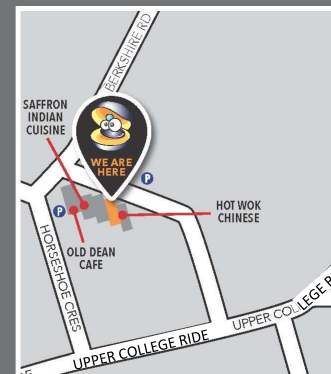 BERKSHIRE RD
SAFFRON
INDIAN
CUISINE
WE ARE
HERE
P
HOT WOK
CHINESE
P
OLD DEAN
CAFE
HORSESHOE CRES
UPPER COLLEGE RIDE
UPPER COLLEGE R